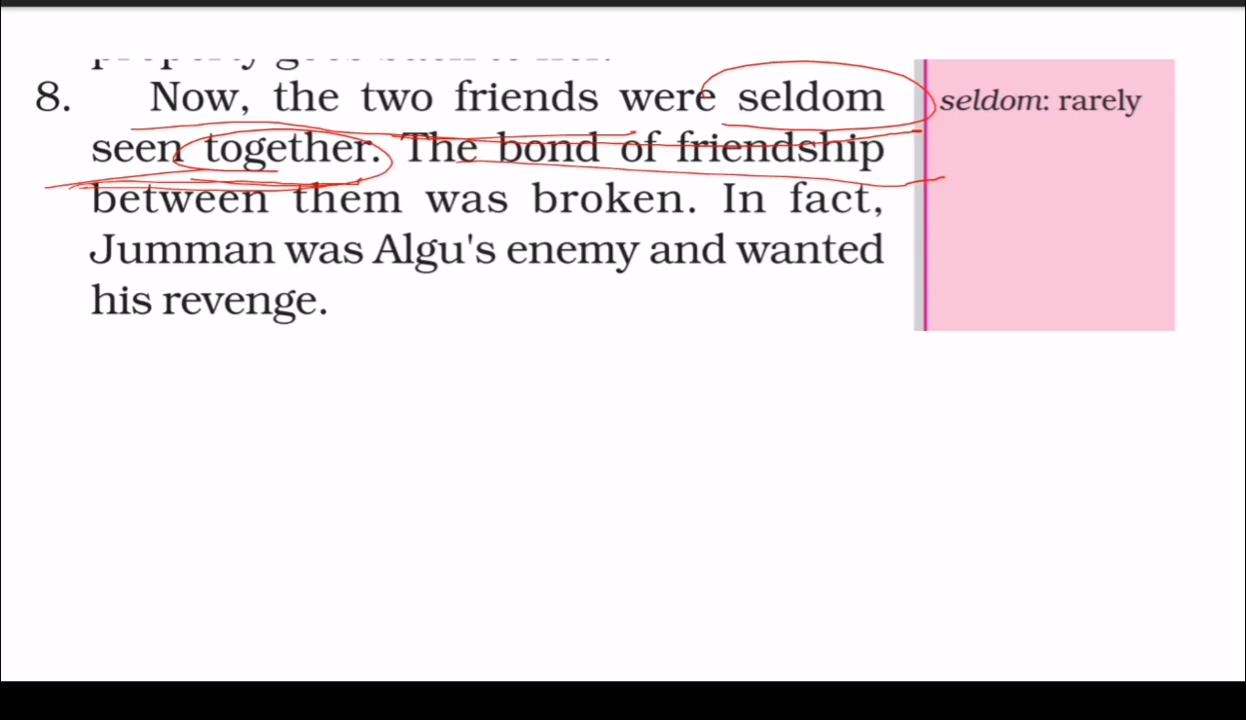 8. Now, the two friends were seldom
seen together. The bond of friendship
between them was broken. In fact,
Jumman was Algu's enemy and wanted
his revenge.
seldom: rarely